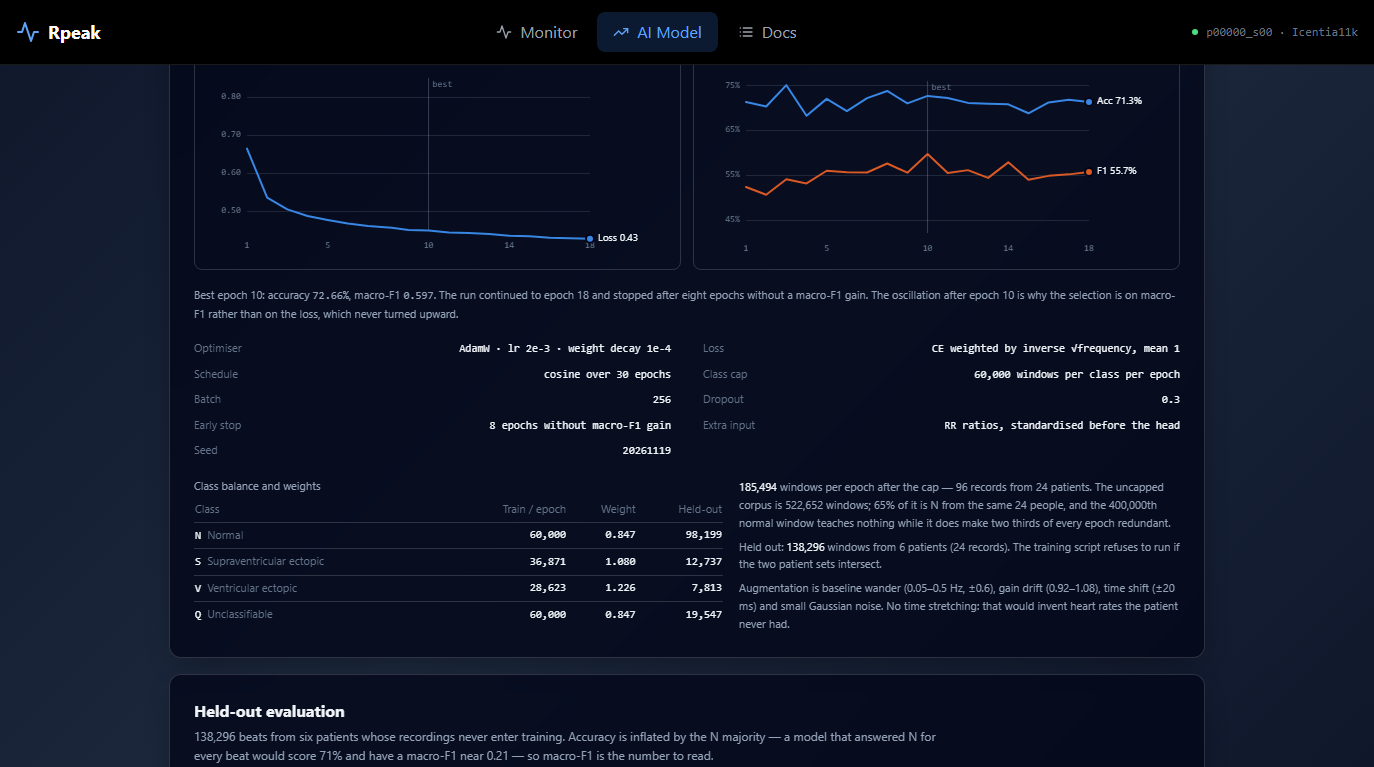 Rpeak
Monitor
AI Model
Docs
p00000_s00 · Icentia11k
best
0.80
0.70
0.60
0.50
Loss 0.43
1 5 10 14 18
best
75%
65%
55%
45%
Acc 71.3%
F1 55.7%
1 5 10 14 18
Best epoch 10: accuracy 72.66%, macro-F1 0.597. The run continued to epoch 18 and stopped after eight epochs without a macro-F1 gain. The oscillation after epoch 10 is why the selection is on macro-
F1 rather than on the loss, which never turned upward.
Optimiser AdamW · lr 2e-3 · weight decay 1e-4
Schedule cosine over 30 epochs
Batch 256
Early stop 8 epochs without macro-F1 gain
Seed 20261119
Loss CE weighted by inverse √frequency, mean 1
Class cap 60,000 windows per class per epoch
Dropout 0.3
Extra input RR ratios, standardised before the head
Class balance and weights
Class Train / epoch Weight Held-out
N Normal 60,000 0.847 98,199
S Supraventricular ectopic 36,871 1.080 12,737
V Ventricular ectopic 28,623 1.226 7,813
Q Unclassifiable 60,000 0.847 19,547
185,494 windows per epoch after the cap — 96 records from 24 patients. The uncapped
corpus is 522,652 windows; 65% of it is N from the same 24 people, and the 400,000th
normal window teaches nothing while it does make two thirds of every epoch redundant.
Held out: 138,296 windows from 6 patients (24 records). The training script refuses to run if
the two patient sets intersect.
Augmentation is baseline wander (0.05–0.5 Hz, ±0.6), gain drift (0.92–1.08), time shift (±20
ms) and small Gaussian noise. No time stretching: that would invent heart rates the patient
never had.
Held-out evaluation
138,296 beats from six patients whose recordings never enter training. Accuracy is inflated by the N majority — a model that answered N for
every beat would score 71% and have a macro-F1 near 0.21 — so macro-F1 is the number to read.